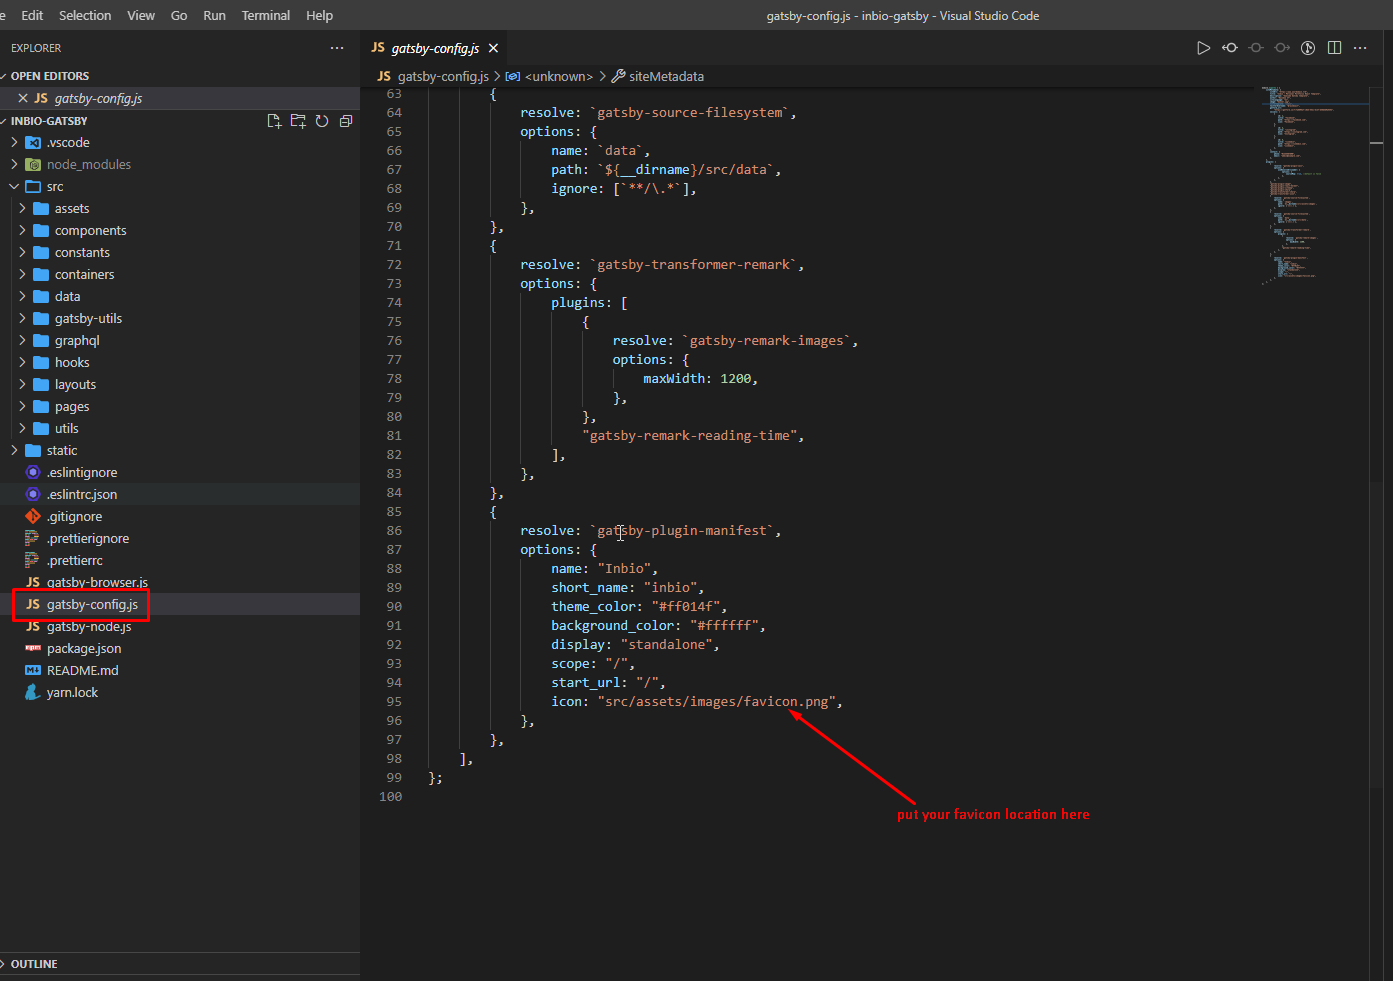 e Edit Selection View Go Run Terminal Help
gatsby-config.js - inbio-gatsby - Visual Studio Code
EXPLORER
OPEN EDITORS
JS gatsby-config.js
INBIO-GATSBY
.vscode
node_modules
src
assets
components
constants
containers
data
gatsby-utils
graphql
hooks
layouts
pages
utils
static
.eslintignore
.eslintrc.json
.gitignore
.prettierignore
.prettierrc
JS gatsby-browser.js
JS gatsby-config.js
JS gatsby-node.js
package.json
README.md
yarn.lock
OUTLINE
JS gatsby-config.js
JS gatsby-config.js > <unknown> > siteMetadata
63 {
64 resolve: `gatsby-source-filesystem`,
65 options: {
66 name: `data`,
67 path: `${__dirname}/src/data`,
68 ignore: [`**/\.*`],
69 },
70 },
71 {
72 resolve: `gatsby-transformer-remark`,
73 options: {
74 plugins: [
75 {
76 resolve: `gatsby-remark-images`,
77 options: {
78 maxWidth: 1200,
79 },
80 },
81 "gatsby-remark-reading-time",
82 ],
83 },
84 },
85 {
86 resolve: `gatsby-plugin-manifest`,
87 options: {
88 name: "Inbio",
89 short_name: "inbio",
90 theme_color: "#ff014f",
91 background_color: "#ffffff",
92 display: "standalone",
93 scope: "/",
94 start_url: "/",
95 icon: "src/assets/images/favicon.png",
96 },
97 },
98 ],
99 };
100
put your favicon location here